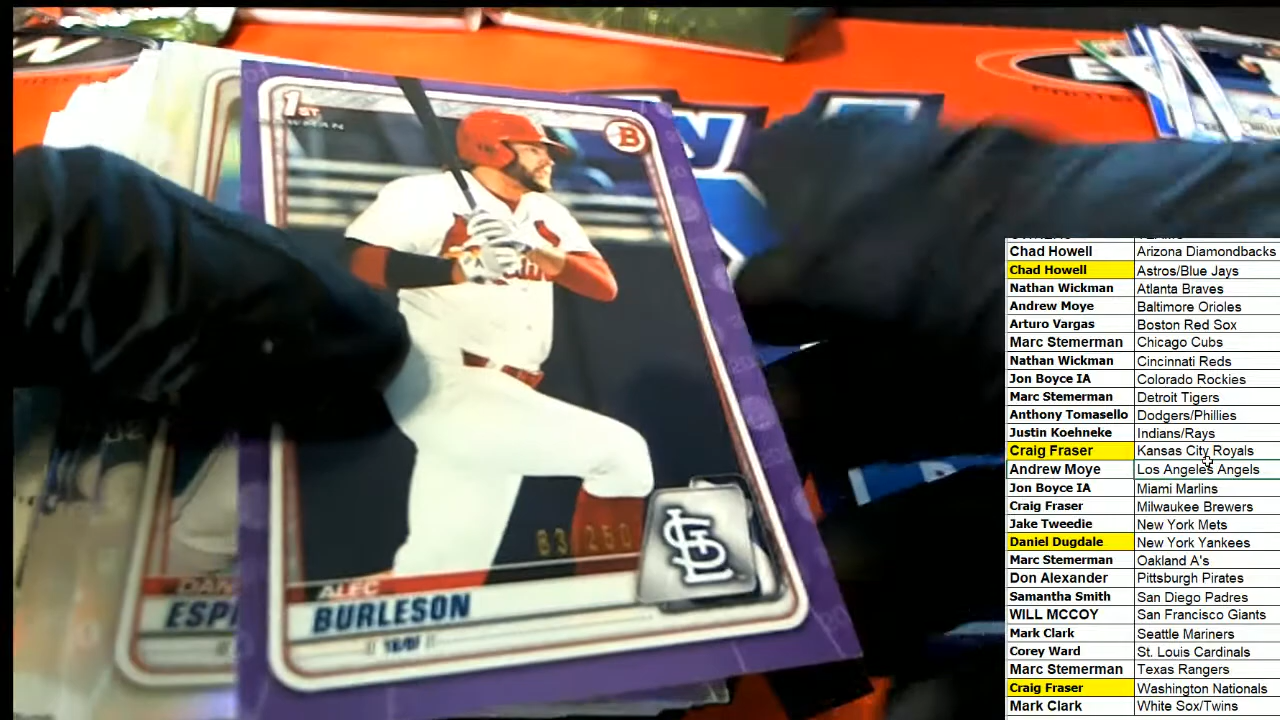 1ST
BOWMAN
B
83/250
STL
ALEC
BURLESON
1B/OF
DAN
ESPI
Chad Howell Arizona Diamondbacks
Chad Howell Astros/Blue Jays
Nathan Wickman Atlanta Braves
Andrew Moye Baltimore Orioles
Arturo Vargas Boston Red Sox
Marc Stemerman Chicago Cubs
Nathan Wickman Cincinnati Reds
Jon Boyce IA Colorado Rockies
Marc Stemerman Detroit Tigers
Anthony Tomasello Dodgers/Phillies
Justin Koehneke Indians/Rays
Craig Fraser Kansas City Royals
Andrew Moye Los Angeles Angels
Jon Boyce IA Miami Marlins
Craig Fraser Milwaukee Brewers
Jake Tweedie New York Mets
Daniel Dugdale New York Yankees
Marc Stemerman Oakland A's
Don Alexander Pittsburgh Pirates
Samantha Smith San Diego Padres
WILL MCCOY San Francisco Giants
Mark Clark Seattle Mariners
Corey Ward St. Louis Cardinals
Marc Stemerman Texas Rangers
Craig Fraser Washington Nationals
Mark Clark White Sox/Twins